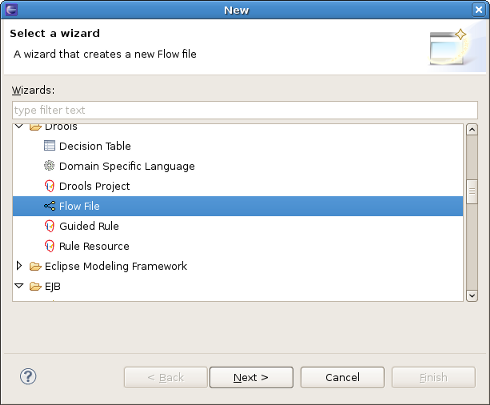 New
Select a wizard
A wizard that creates a new Flow file
Wizards:
type filter text
Drools
Decision Table
Domain Specific Language
Drools Project
Flow File
Guided Rule
Rule Resource
Eclipse Modeling Framework
EJB
?
< Back Next > Cancel Finish